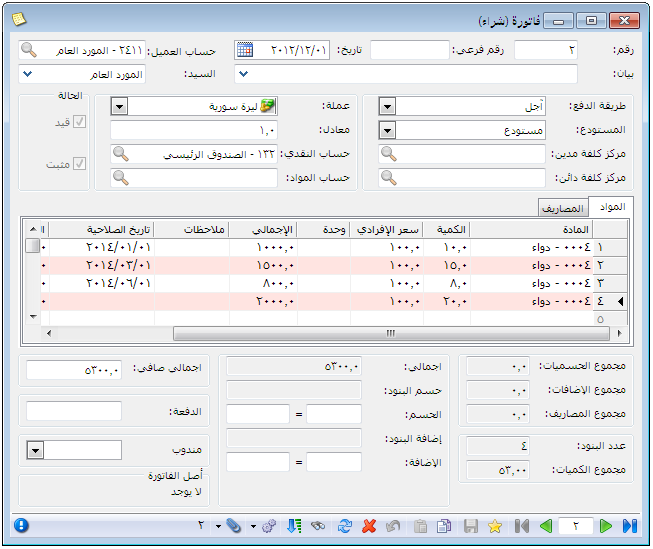 فاتورة (شراء)
رقم: ٢ رقم فرعي: تاريخ: ٢٠١٢/١٢/٠١ حساب العميل: ٢٤١١ - المورد العام
بيان: السيد: المورد العام
طريقة الدفع: آجل
المستودع: مستودع
مركز كلفة مدين:
مركز كلفة دائن:
عملة: ليرة سورية
معادل: ١,٠
حساب النقدي: ١٣٢ - الصندوق الرئيسي
حساب المواد:
الحالة
قيد
مثبت
المواد المصاريف
المادة الكمية سعر الإفرادي وحدة الإجمالي ملاحظات تاريخ الصلاحية
١ ٠٠٠٤ - دواء ١٠,٠ ١٠٠,٠ ١٠٠٠,٠ ٢٠١٤/٠١/٠١
٢ ٠٠٠٤ - دواء ١٥,٠ ١٠٠,٠ ١٥٠٠,٠ ٢٠١٤/٠٣/٠١
٣ ٠٠٠٤ - دواء ٨,٠ ١٠٠,٠ ٨٠٠,٠ ٢٠١٤/٠٦/٠١
٤ ٠٠٠٤ - دواء ٢٠,٠ ١٠٠,٠ ٢٠٠٠,٠
٥
مجموع الحسميات: ٠,٠
مجموع الإضافات: ٠,٠
مجموع المصاريف: ٠,٠
عدد البنود: ٤
مجموع الكميات: ٥٣,٠٠
اجمالي: ٥٣٠٠,٠
حسم البنود:
الحسم: =
إضافة البنود:
الإضافة: =
اجمالي صافي: ٥٣٠٠,٠
الدفعة:
مندوب
أصل الفاتورة
لا يوجد
٢ ٢